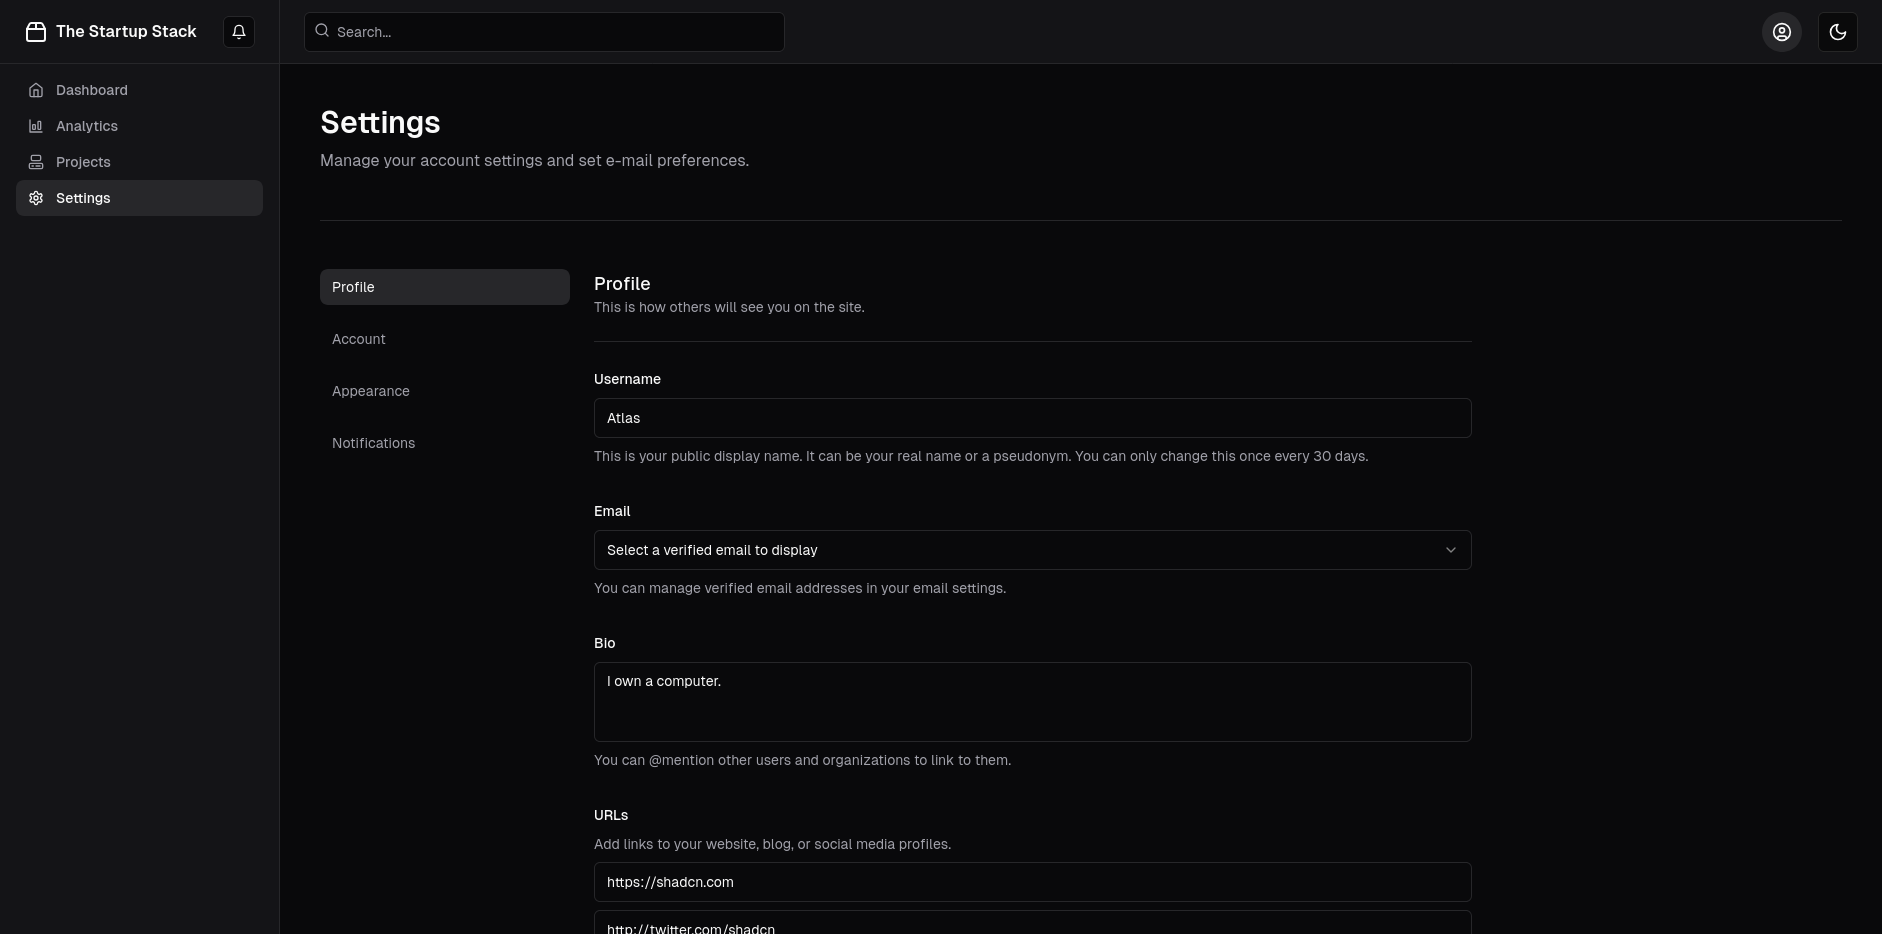 The Startup Stack
Search...
Dashboard
Analytics
Projects
Settings
Settings
Manage your account settings and set e-mail preferences.
Profile
Account
Appearance
Notifications
Profile
This is how others will see you on the site.
Username
Atlas
This is your public display name. It can be your real name or a pseudonym. You can only change this once every 30 days.
Email
Select a verified email to display
You can manage verified email addresses in your email settings.
Bio
I own a computer.
You can @mention other users and organizations to link to them.
URLs
Add links to your website, blog, or social media profiles.
https://shadcn.com
http://twitter.com/shadcn